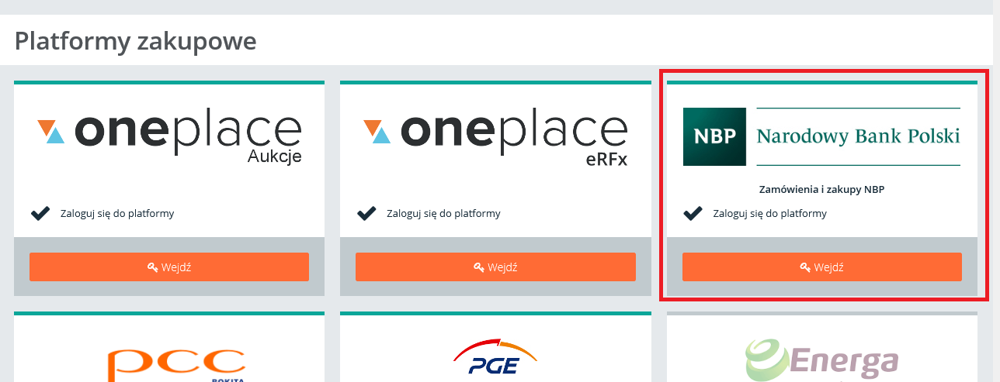 Platformy zakupowe
oneplace
Aukcje
Zaloguj się do platformy
Wejdź
oneplace
eRFx
Zaloguj się do platformy
Wejdź
NBP Narodowy Bank Polski
Zamówienia i zakupy NBP
Zaloguj się do platformy
Wejdź
PCC
ROKITA
PGE
Energa